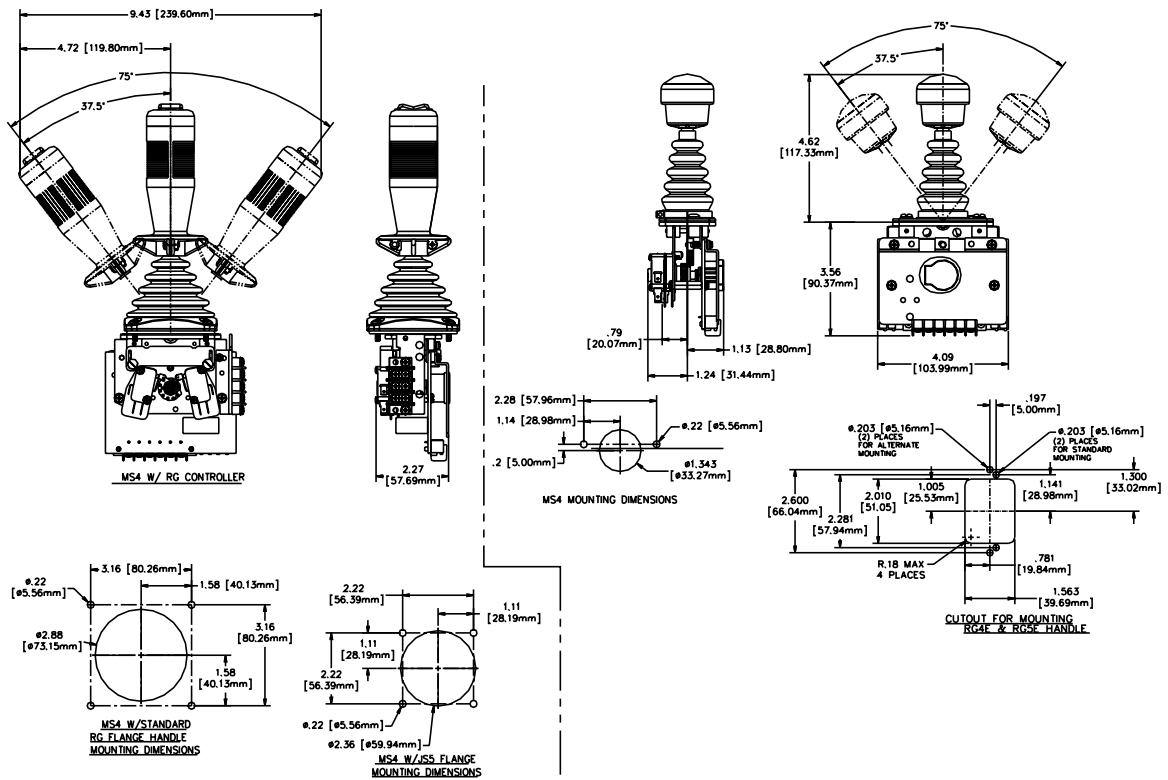 9.43 [239.60mm]
4.72 [119.80mm]
75°
37.5°
MS4 W/ RG CONTROLLER
2.27
[57.69mm]
75°
37.5°
4.62
[117.33mm]
3.56
[90.37mm]
.79
[20.07mm]
1.13 [28.80mm]
1.24 [31.44mm]
4.09
[103.99mm]
2.28 [57.96mm]
1.14 [28.98mm]
ø.22 [ø5.56mm]
.2 [5.00mm]
ø1.343
[ø33.27mm]
MS4 MOUNTING DIMENSIONS
.197
[5.00mm]
ø.203 [ø5.16mm]
(2) PLACES
FOR ALTERNATE
MOUNTING
ø.203 [ø5.16mm]
(2) PLACES
FOR STANDARD
MOUNTING
1.300
[33.02mm]
1.005
[25.53mm]
1.141
[28.98mm]
2.600
[66.04mm]
2.010
[51.05]
2.281
[57.94mm]
R.18 MAX
4 PLACES
.781
[19.84mm]
1.563
[39.69mm]
CUTOUT FOR MOUNTING
RG4E & RG5E HANDLE
ø.22
[ø5.56mm]
3.16 [80.26mm]
1.58 [40.13mm]
ø2.88
[ø73.15mm]
3.16
[80.26mm]
1.58
[40.13mm]
MS4 W/STANDARD
RG FLANGE HANDLE
MOUNTING DIMENSIONS
2.22
[56.39mm]
1.11
[28.19mm]
1.11
[28.19mm]
2.22
[56.39mm]
ø.22 [ø5.56mm]
ø2.36 [ø59.94mm]
MS4 W/JS5 FLANGE
MOUNTING DIMENSIONS